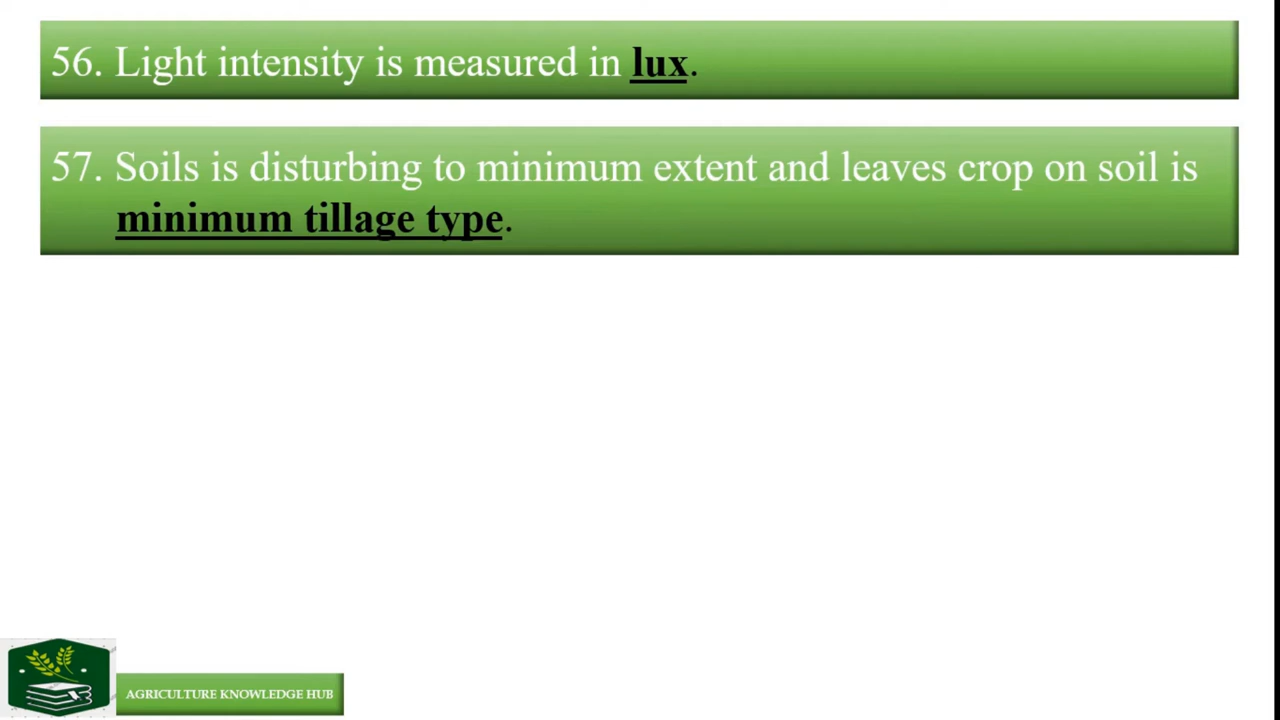 56. Light intensity is measured in lux.
57. Soils is disturbing to minimum extent and leaves crop on soil is
minimum tillage type.
AGRICULTURE KNOWLEDGE HUB